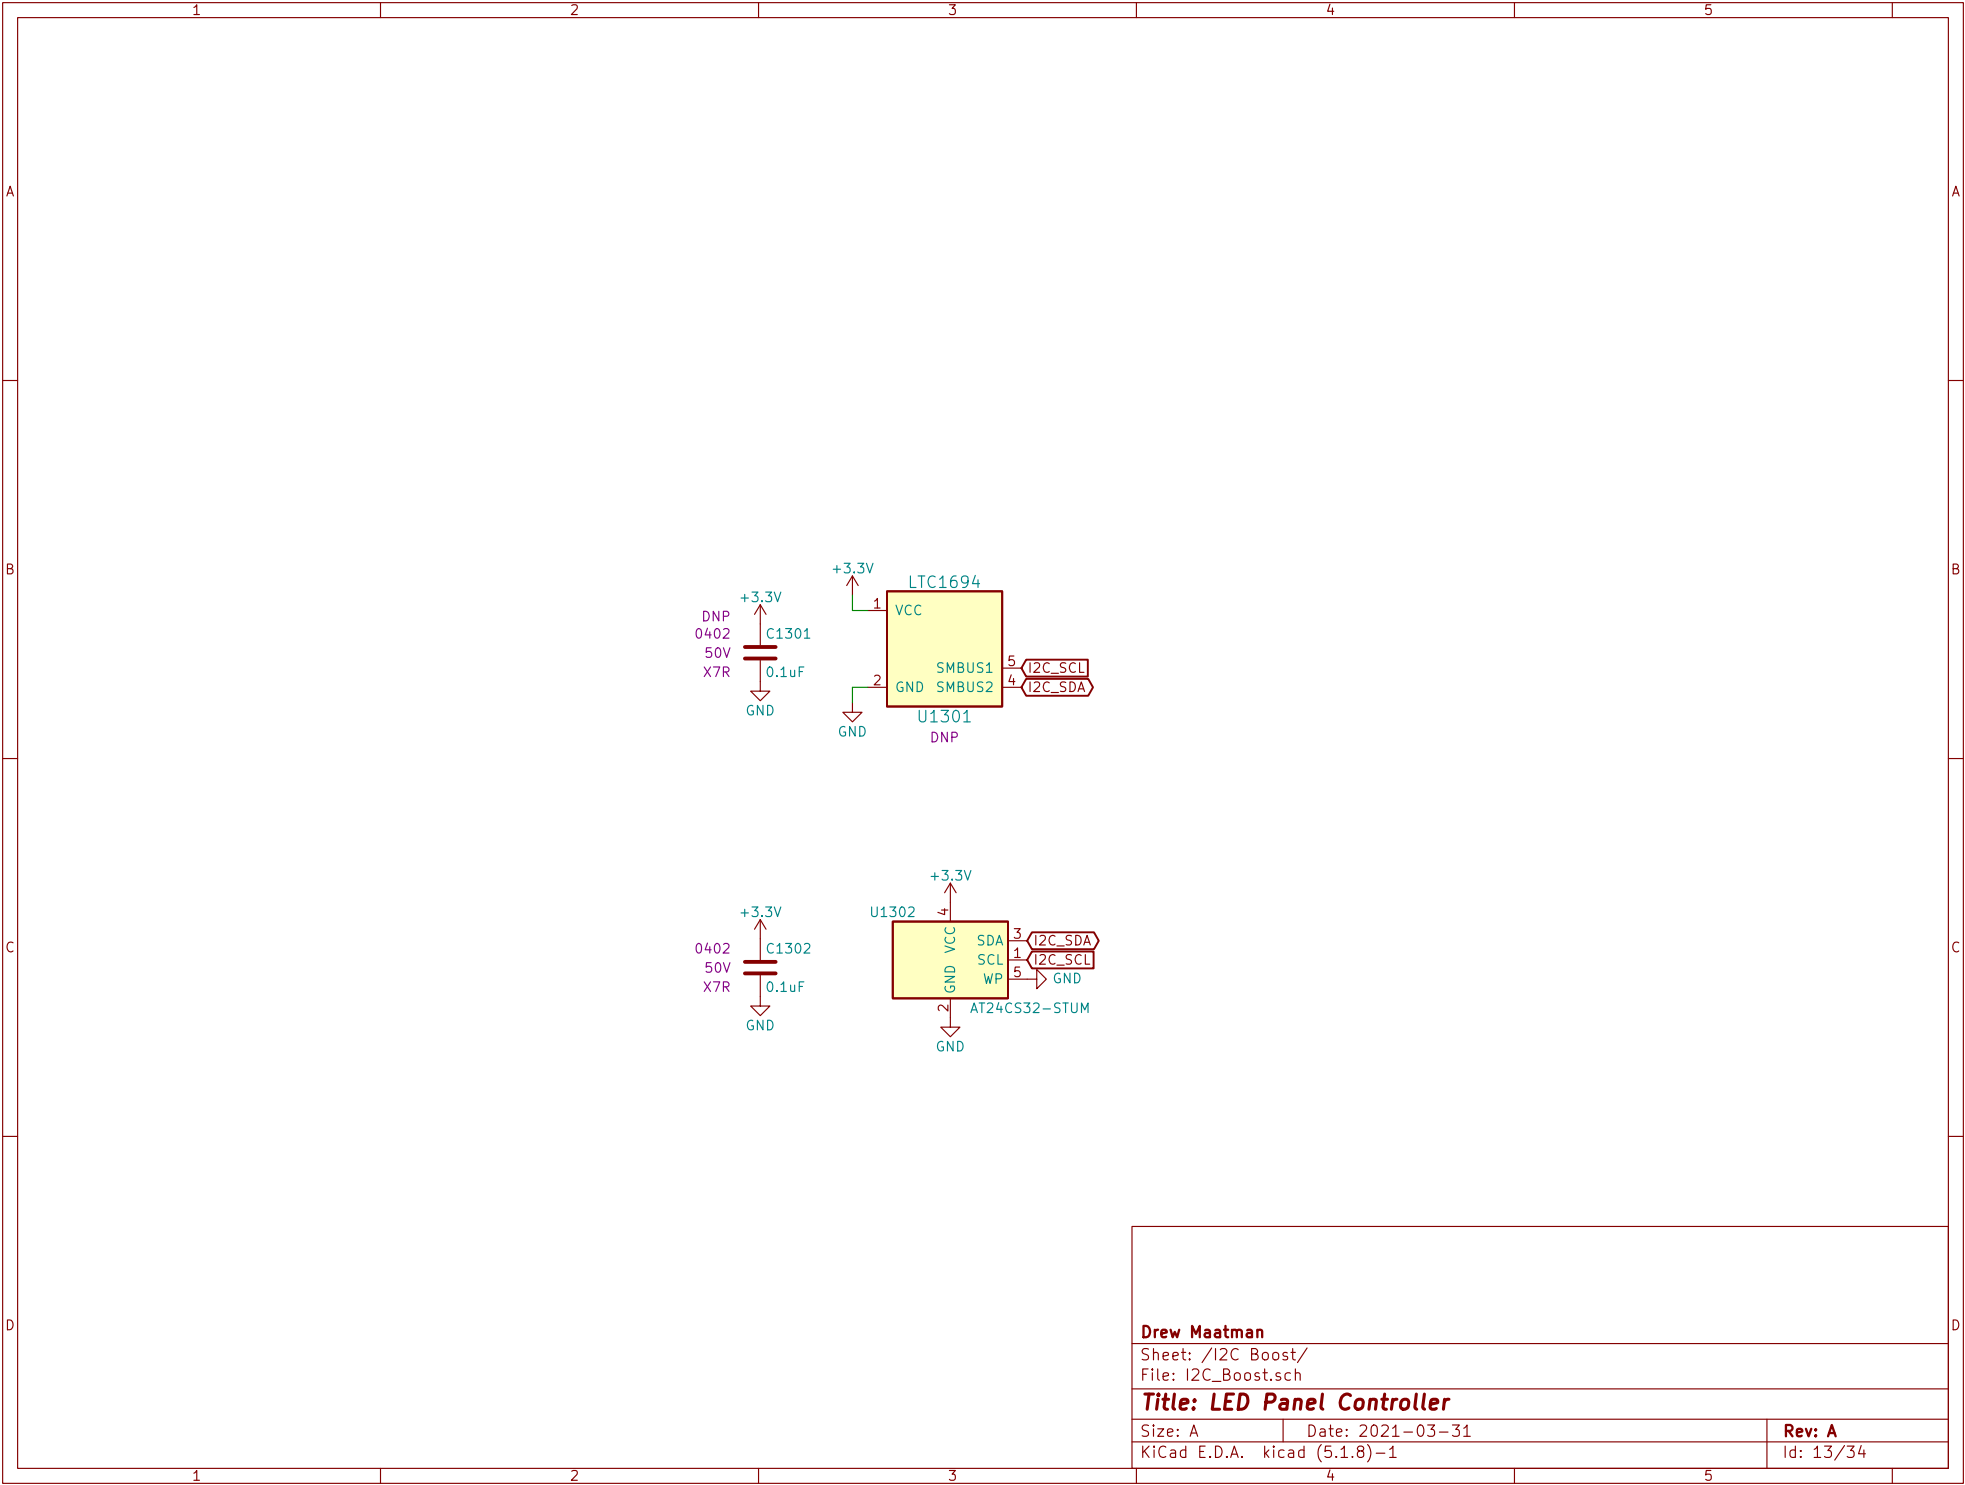 1 2 3 4 5
A A
B B
C C
D D
+3.3V
LTC1694
+3.3V
1 VCC
DNP
0402 C1301
50V
X7R 0.1uF
SMBUS1 5 I2C_SCL
2 GND SMBUS2 4 I2C_SDA
GND
U1301
GND
DNP
+3.3V
+3.3V
U1302
4
VCC
GND
2
SDA 3 I2C_SDA
0402 C1302
SCL 1 I2C_SCL
50V
WP 5 GND
X7R 0.1uF
AT24CS32-STUM
GND
GND
Drew Maatman
Sheet: /I2C Boost/
File: I2C_Boost.sch
Title: LED Panel Controller
Size: A Date: 2021-03-31 Rev: A
KiCad E.D.A. kicad (5.1.8)-1 Id: 13/34
1 2 3 4 5